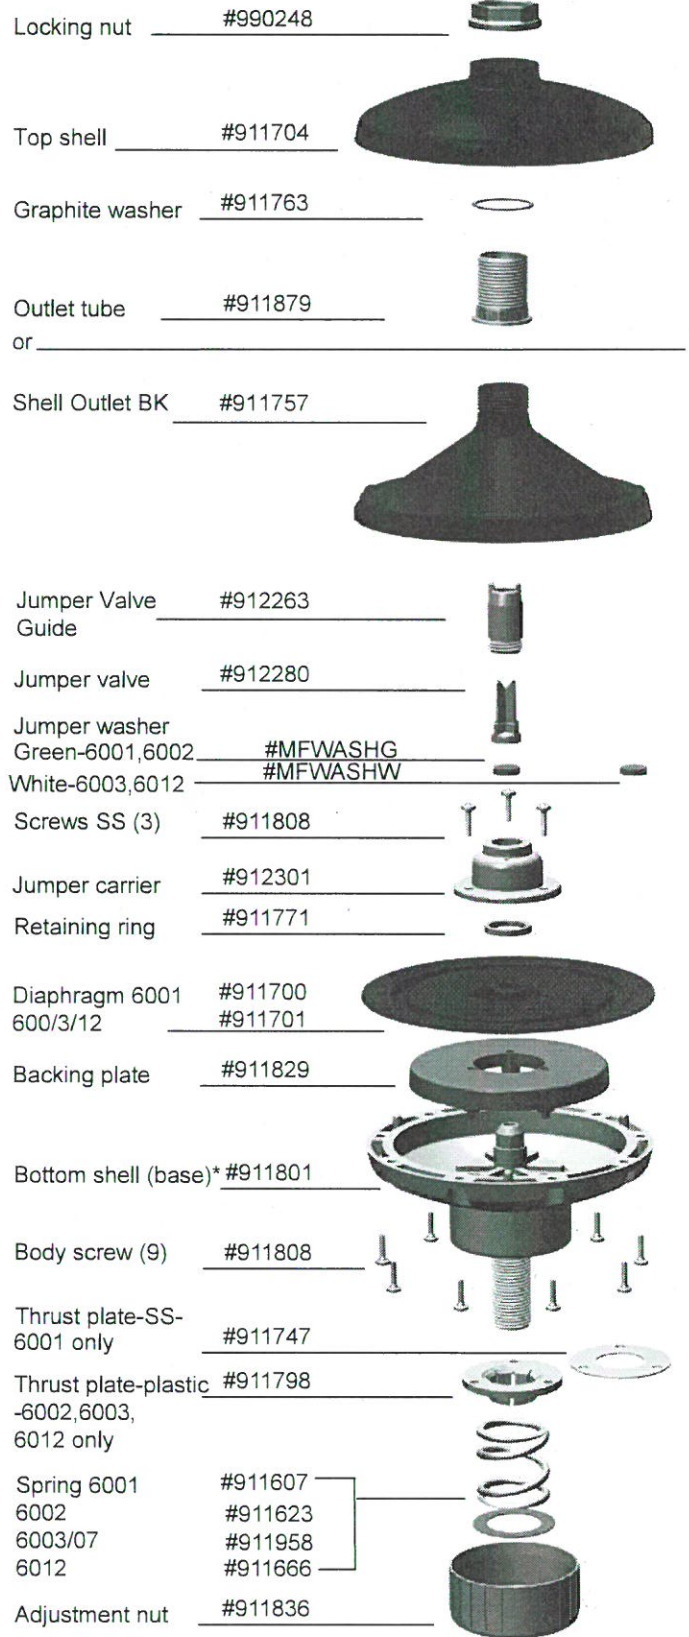 Locking nut #990248
Top shell #911704
Graphite washer #911763
Outlet tube #911879
or
Shell Outlet BK #911757
Jumper Valve #912263
Guide
Jumper valve #912280
Jumper washer
Green-6001,6002 #MFWASHG
White-6003,6012 #MFWASHW
Screws SS (3) #911808
Jumper carrier #912301
Retaining ring #911771
Diaphragm 6001 #911700
600/3/12 #911701
Backing plate #911829
Bottom shell (base)* #911801
Body screw (9) #911808
Thrust plate-SS-
6001 only #911747
Thrust plate-plastic #911798
-6002,6003,
6012 only
Spring 6001 #911607
6002 #911623
6003/07 #911958
6012 #911666
Adjustment nut #911836